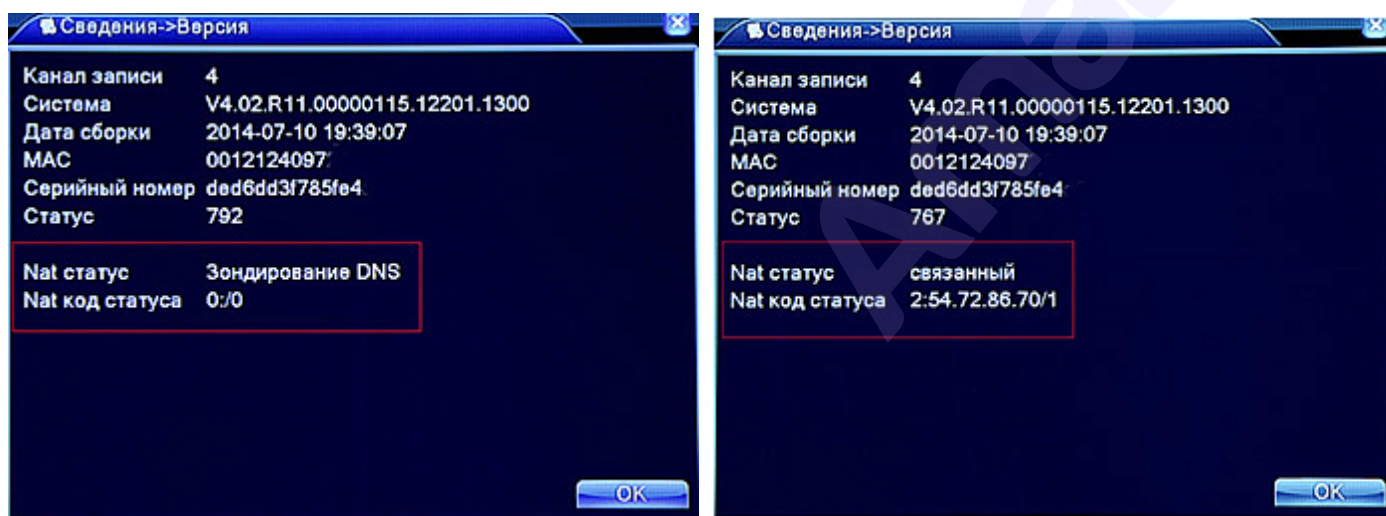 Сведения->Версия
Канал записи 4
Система V4.02.R11.00000115.12201.1300
Дата сборки 2014-07-10 19:39:07
MAC 0012124097
Серийный номер ded6dd3f785fe4
Статус 792
Nat статус Зондирование DNS
Nat код статуса 0:/0
OK
Сведения->Версия
Канал записи 4
Система V4.02.R11.00000115.12201.1300
Дата сборки 2014-07-10 19:39:07
MAC 0012124097
Серийный номер ded6dd3f785fe4
Статус 767
Nat статус связанный
Nat код статуса 2:54.72.86.70/1
OK